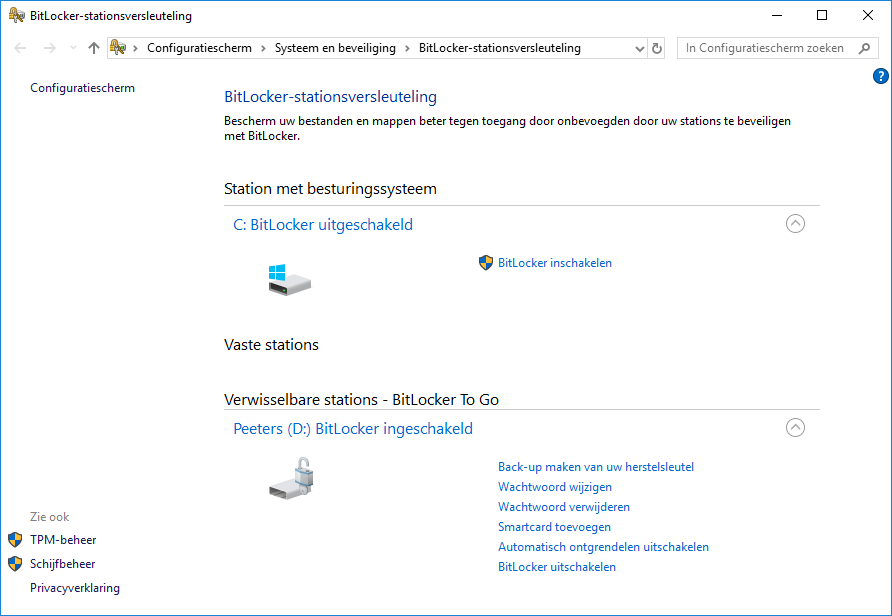 BitLocker-stationsversleuteling
Configuratiescherm > Systeem en beveiliging > BitLocker-stationsversleuteling
In Configuratiescherm zoeken
?
Configuratiescherm
BitLocker-stationsversleuteling
Bescherm uw bestanden en mappen beter tegen toegang door onbevoegden door uw stations te beveiligen
met BitLocker.
Station met besturingssysteem
C: BitLocker uitgeschakeld
BitLocker inschakelen
Vaste stations
Verwisselbare stations - BitLocker To Go
Peeters (D:) BitLocker ingeschakeld
Back-up maken van uw herstelsleutel
Wachtwoord wijzigen
Wachtwoord verwijderen
Smartcard toevoegen
Automatisch ontgrendelen uitschakelen
BitLocker uitschakelen
Zie ook
TPM-beheer
Schijfbeheer
Privacyverklaring